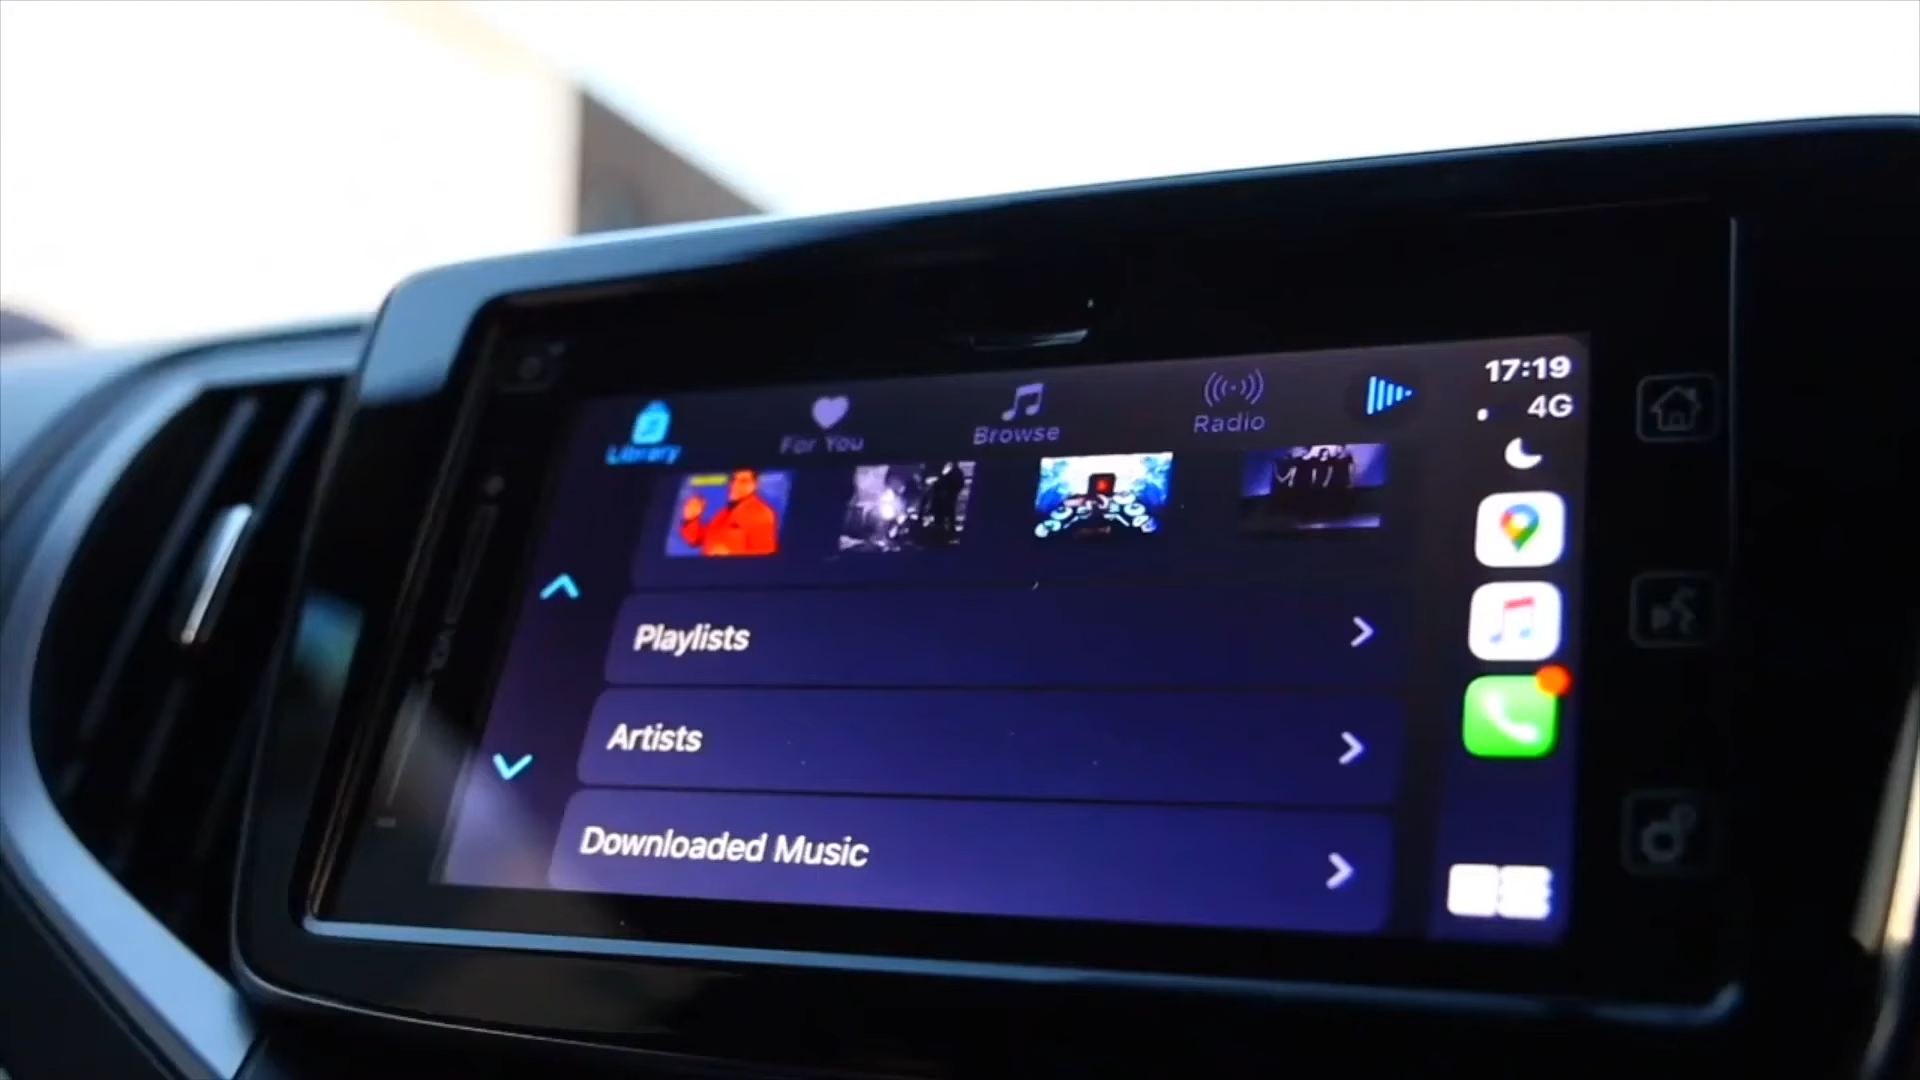 17:19
4G
Library
For You
Browse
Radio
Playlists
Artists
Downloaded Music